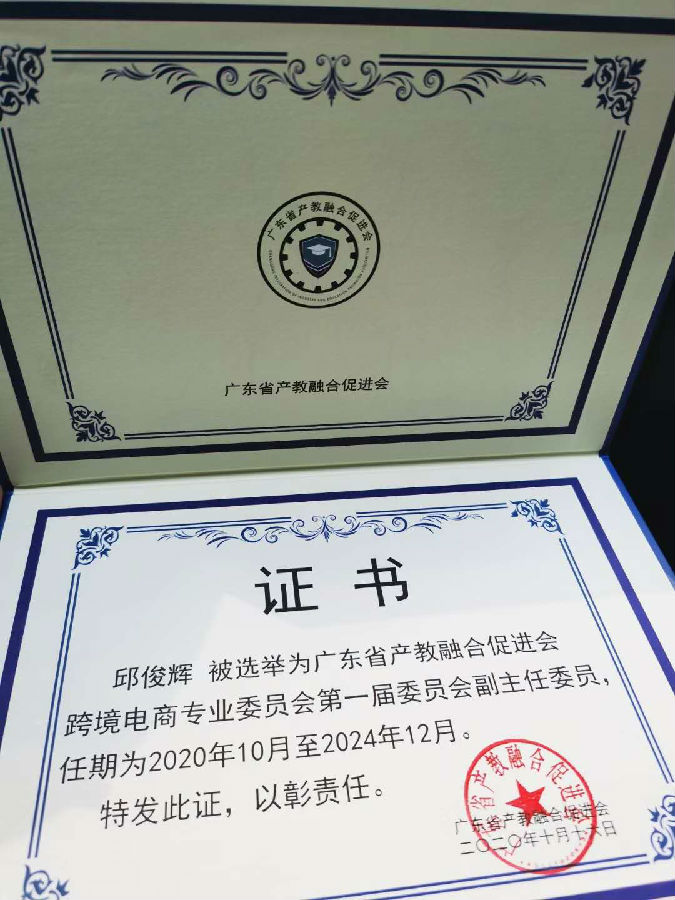 广东省产教融合促进会
广东省产教融合促进会
证书
邱俊辉 被选举为广东省产教融合促进会
跨境电商专业委员会第一届委员会副主任委员，
任期为2020年10月至2024年12月。
特发此证，以彰责任。
广东省产教融合促进会
广东省产教融合促进会
二〇二〇年十月十六日